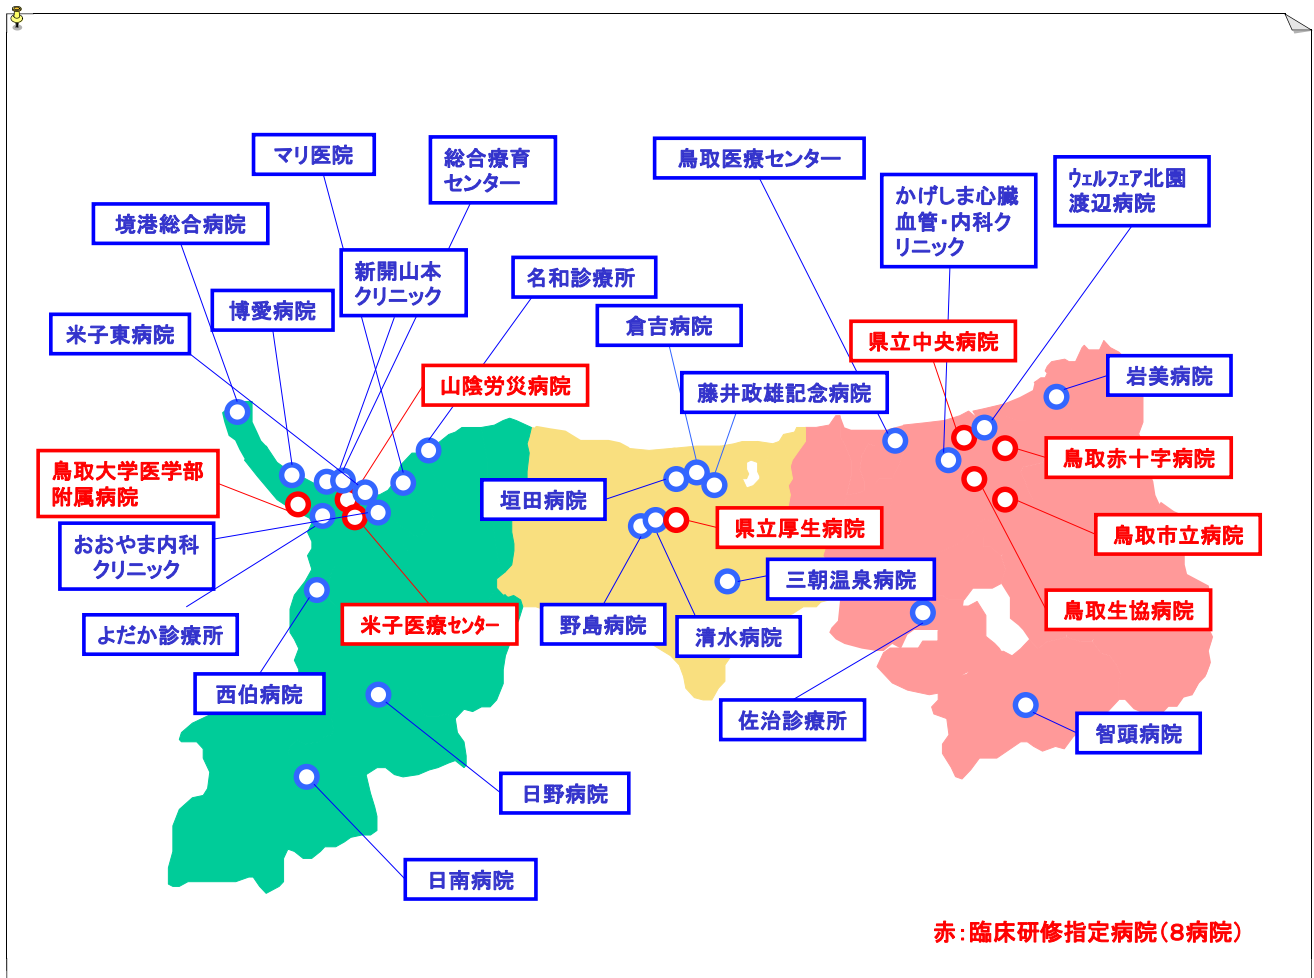 マリ医院
総合療育
センター
鳥取医療センター
ウェルフェア北園
渡辺病院
かげしま心臓
血管・内科ク
リニック
境港総合病院
新開山本
クリニック
名和診療所
博愛病院
倉吉病院
米子東病院
県立中央病院
岩美病院
山陰労災病院
藤井政雄記念病院
鳥取大学医学部
附属病院
鳥取赤十字病院
垣田病院
県立厚生病院
鳥取市立病院
おおやま内科
クリニック
三朝温泉病院
よだか診療所
米子医療センター
野島病院
清水病院
鳥取生協病院
西伯病院
佐治診療所
智頭病院
日野病院
日南病院
赤：臨床研修指定病院（８病院）